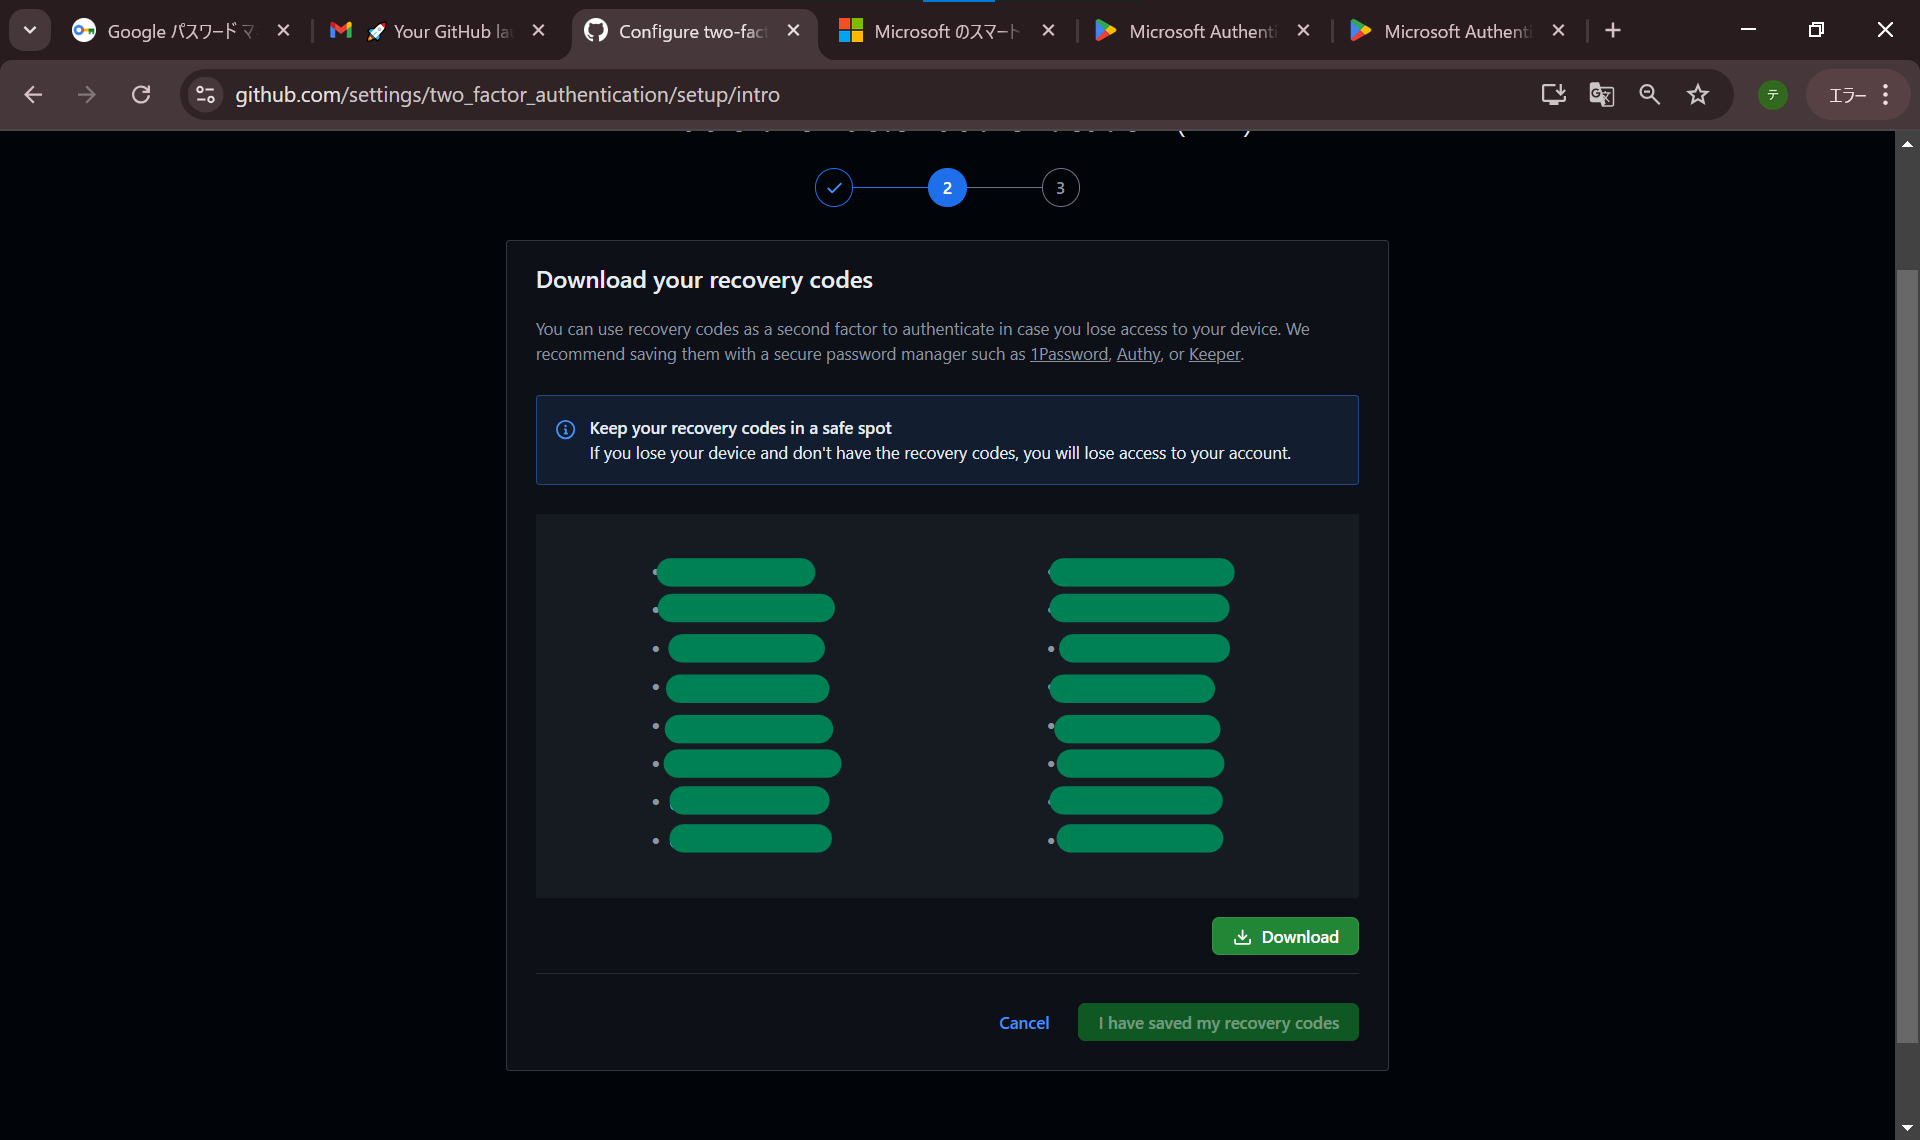 Google パスワード マ
🚀 Your GitHub la
Configure two-fact
Microsoft のスマート
Microsoft Authenti
Microsoft Authenti
github.com/settings/two_factor_authentication/setup/intro
テ
エラー
2
3
Download your recovery codes
You can use recovery codes as a second factor to authenticate in case you lose access to your device. We
recommend saving them with a secure password manager such as 1Password, Authy, or Keeper.
Keep your recovery codes in a safe spot
If you lose your device and don't have the recovery codes, you will lose access to your account.
Download
Cancel
I have saved my recovery codes